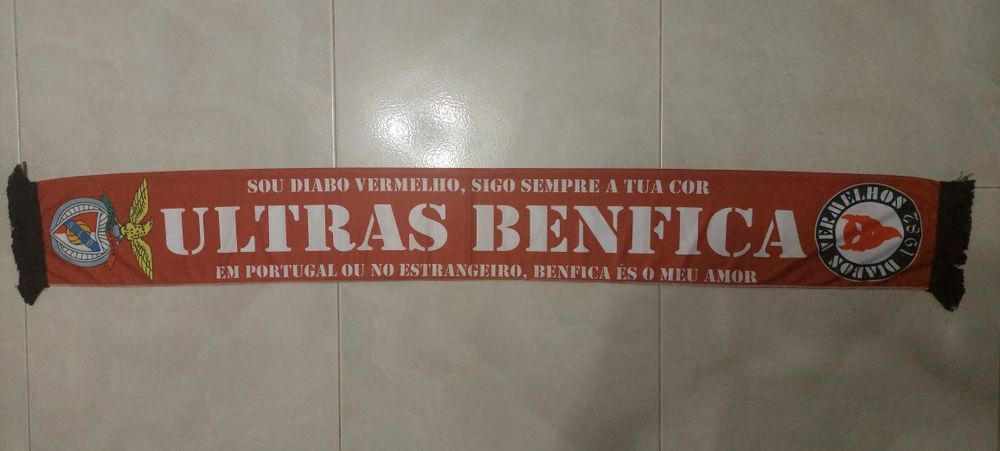 SOU DIABO VERMELHO, SIGO SEMPRE A TUA COR
ULTRAS BENFICA
EM PORTUGAL OU NO ESTRANGEIRO, BENFICA ÉS O MEU AMOR
DIABOS VERMELHOS 1982